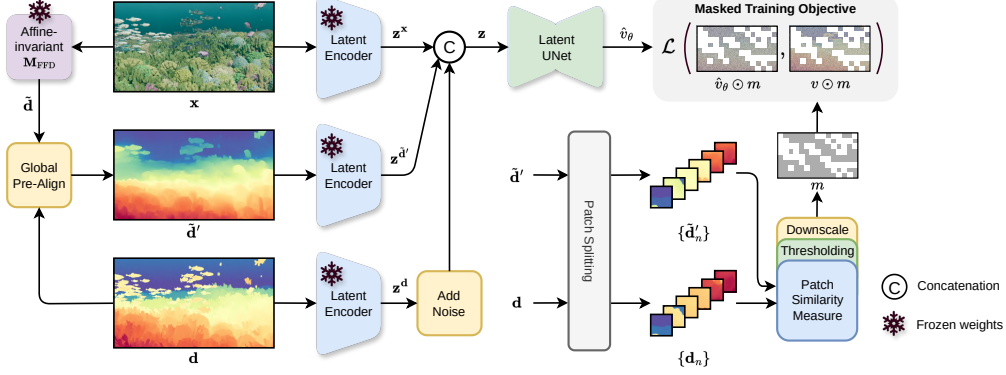 Affine-
invariant
M_FFD
x
d̃
Global
Pre-Align
d̃′
d
Latent
Encoder
z^x
Latent
Encoder
z^d̃′
Latent
Encoder
z^d
Add
Noise
C
z
Latent
UNet
v̂_θ
Masked Training Objective
ℒ ( , )
v̂_θ ⊙ m
v ⊙ m
m
d̃′
d
Patch Splitting
{d̃′_n}
{d_n}
Downscale
Thresholding
Patch
Similarity
Measure
C Concatenation
Frozen weights